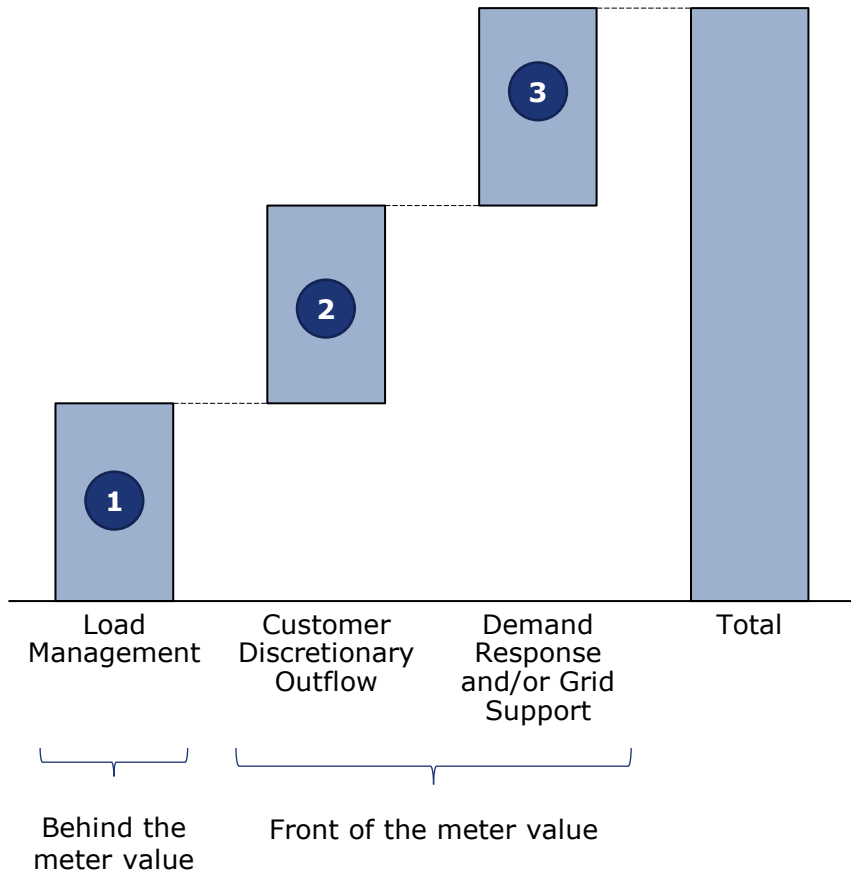 3
2
1
Load
Management
Customer
Discretionary
Outflow
Demand
Response
and/or Grid
Support
Total
Behind the
meter value
Front of the meter value